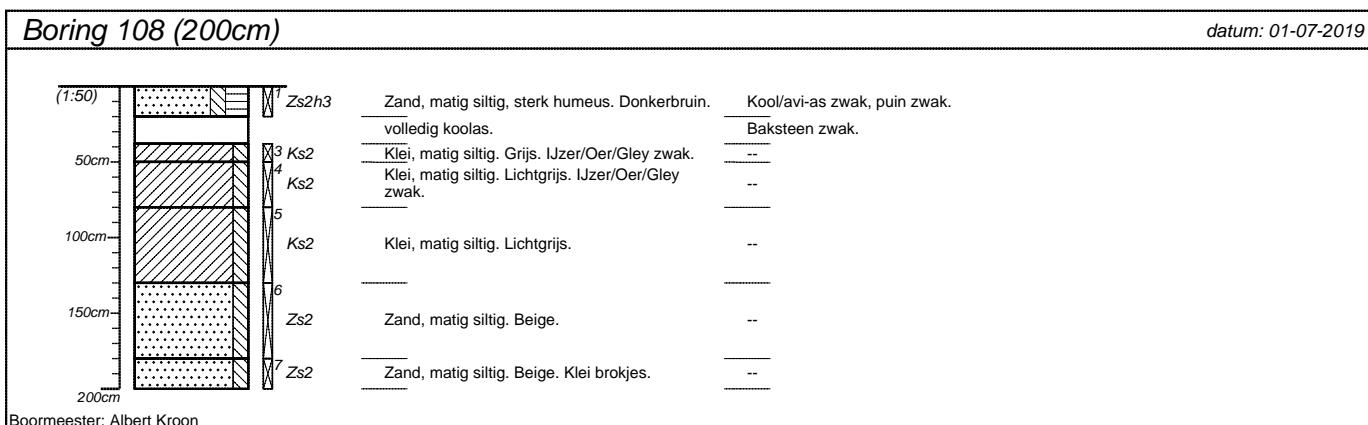 Boring 108 (200cm)
datum: 01-07-2019
(1:50)
1 Zs2h3 Zand, matig siltig, sterk humeus. Donkerbruin. Kool/avi-as zwak, puin zwak.
volledig koolas. Baksteen zwak.
50cm
3 Ks2 Klei, matig siltig. Grijs. IJzer/Oer/Gley zwak. --
4 Ks2 Klei, matig siltig. Lichtgrijs. IJzer/Oer/Gley
zwak. --
5
100cm Ks2 Klei, matig siltig. Lichtgrijs. --
6
150cm Zs2 Zand, matig siltig. Beige. --
7 Zs2 Zand, matig siltig. Beige. Klei brokjes. --
200cm
Boormeester: Albert Kroon